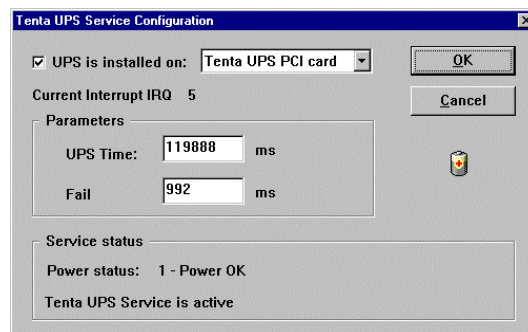 Tenta UPS Service Configuration
UPS is installed on: Tenta UPS PCI card
OK
Current Interrupt IRQ 5
Cancel
Parameters
UPS Time: 119888 ms
Fail 992 ms
Service status
Power status: 1 - Power OK
Tenta UPS Service is active